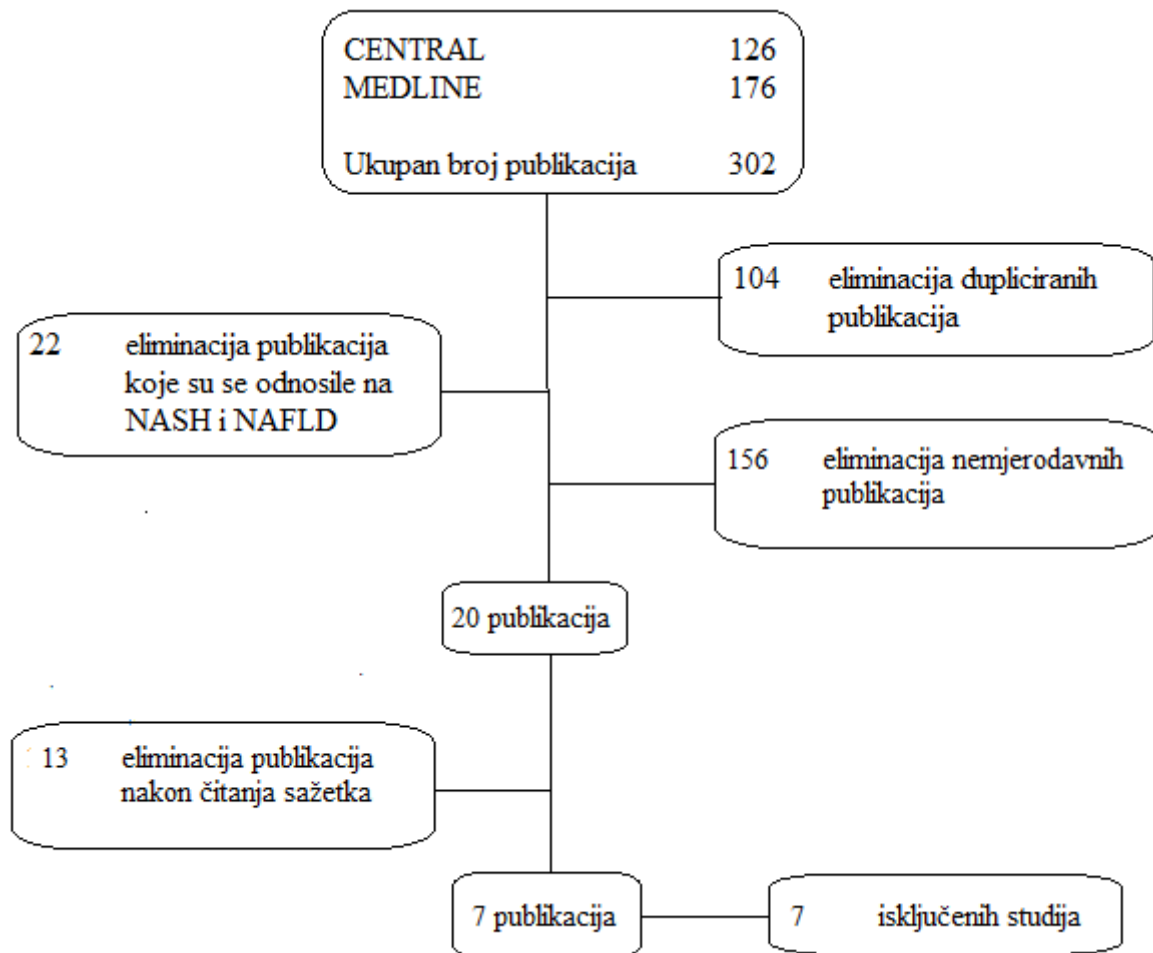 CENTRAL 126
MEDLINE 176
Ukupan broj publikacija 302
104 eliminacija dupliciranih
publikacija
22 eliminacija publikacija
koje su se odnosile na
NASH i NAFLD
156 eliminacija nemjerodavnih
publikacija
20 publikacija
13 eliminacija publikacija
nakon čitanja sažetka
7 publikacija
7 isključenih studija